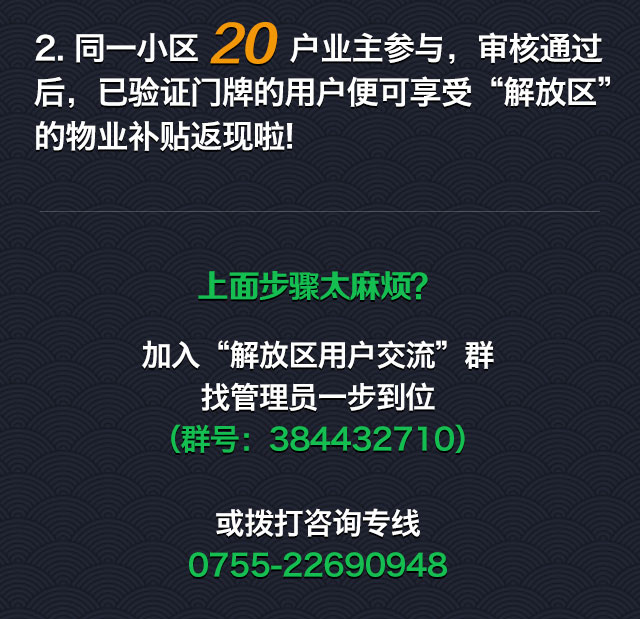 2. 同一小区 20 户业主参与，审核通过
后，已验证门牌的用户便可享受“解放区”
的物业补贴返现啦!
上面步骤太麻烦?
加入“解放区用户交流”群
找管理员一步到位
（群号：384432710）
或拨打咨询专线
0755-22690948